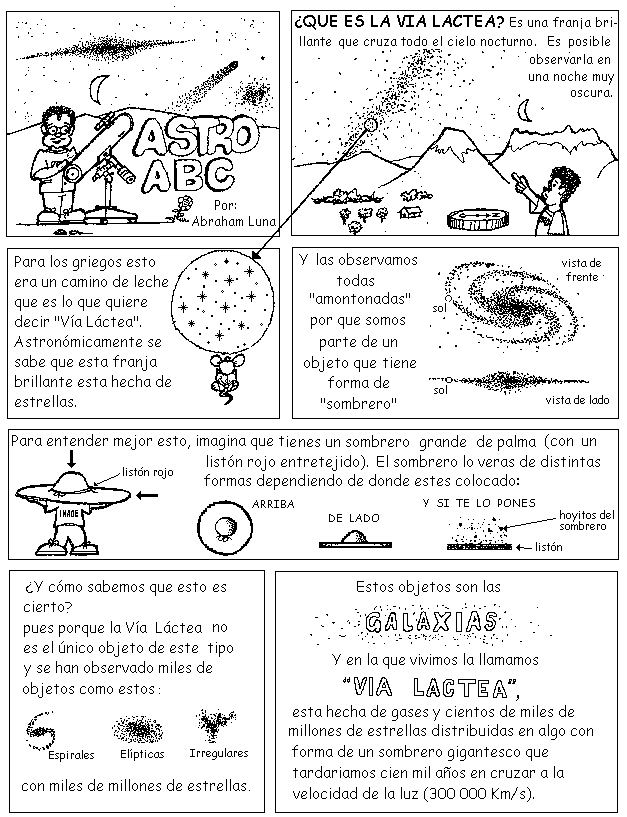 ASTRO
ABC
Por:
Abraham Luna
¿QUE ES LA VIA LACTEA? Es una franja bri-
llante que cruza todo el cielo nocturno. Es posible
observarla en
una noche muy
oscura.
Para los griegos esto
era un camino de leche
que es lo que quiere
decir "Vía Láctea".
Astronómicamente se
sabe que esta franja
brillante esta hecha de
estrellas.
Y las observamos
todas
"amontonadas"
por que somos
parte de un
objeto que tiene
forma de
"sombrero"
vista de
frente
sol
sol
vista de lado
Para entender mejor esto, imagina que tienes un sombrero grande de palma (con un
listón rojo entretejido). El sombrero lo veras de distintas
formas dependiendo de donde estes colocado:
listón rojo
INAOE
ARRIBA
DE LADO
Y SI TE LO PONES
hoyitos del
sombrero
listón
¿Y cómo sabemos que esto es
cierto?
pues porque la Vía Láctea no
es el único objeto de este tipo
y se han observado miles de
objetos como estos:
Espirales
Elípticas
Irregulares
con miles de millones de estrellas.
Estos objetos son las
GALAXIAS
Y en la que vivimos la llamamos
"VIA LACTEA",
esta hecha de gases y cientos de miles de
millones de estrellas distribuidas en algo con
forma de un sombrero gigantesco que
tardariamos cien mil años en cruzar a la
velocidad de la luz (300 000 Km/s).